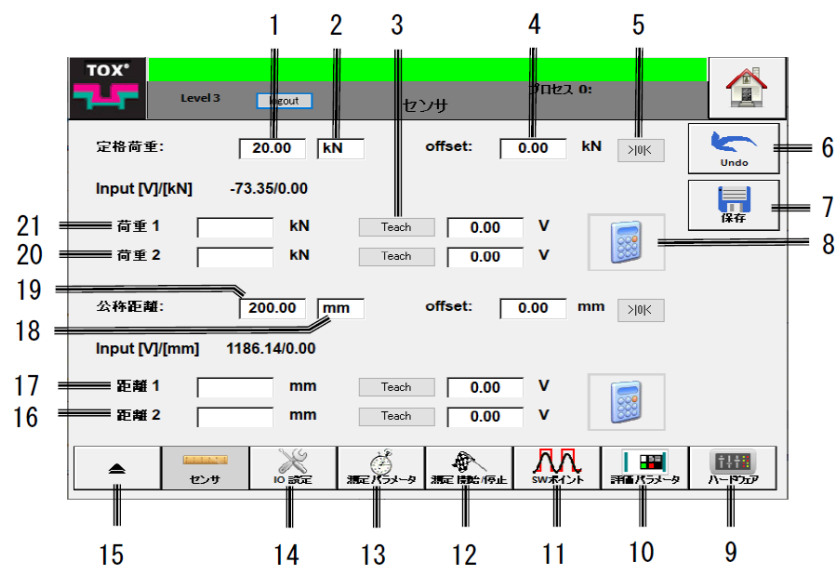 1 2 3 4 5
TOX®
Level 3 logout センサ プロセス 0:
定格荷重: 20.00 kN offset: 0.00 kN >|0|<
Undo 6
Input [V]/[kN] -73.35/0.00
保存 7
21 荷重 1 kN Teach 0.00 V
20 荷重 2 kN Teach 0.00 V 8
19
公称距離: 200.00 mm offset: 0.00 mm >|0|<
18
Input [V]/[mm] 1186.14/0.00
17 距離 1 mm Teach 0.00 V
16 距離 2 mm Teach 0.00 V
センサ IO 設定 測定パラメータ 測定 開始/停止 SWポイント 評価パラメータ ハードウェア
15 14 13 12 11 10 9